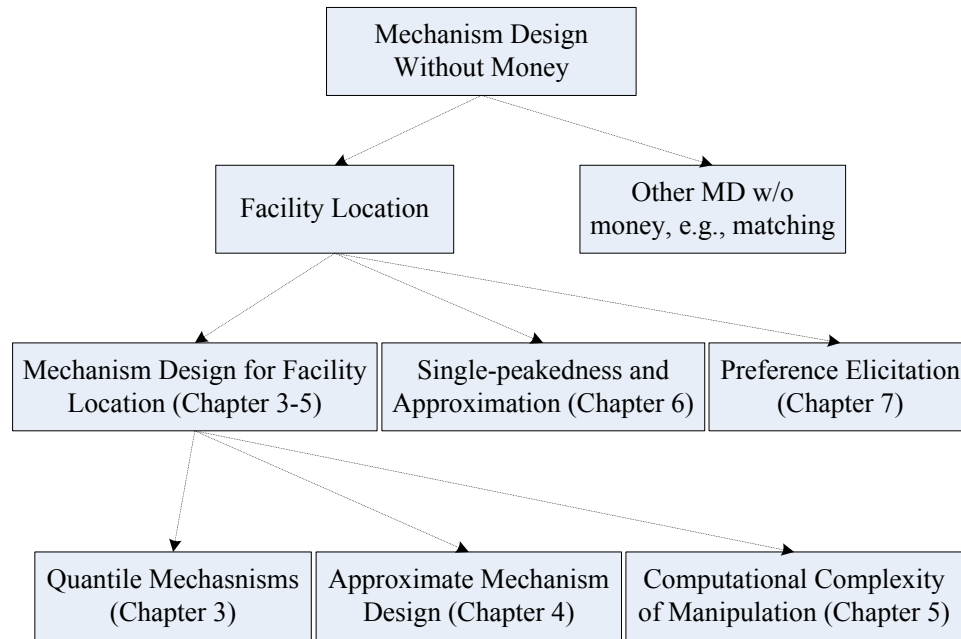 Mechanism Design
Without Money
Facility Location
Other MD w/o
money, e.g., matching
Mechanism Design for Facility
Location (Chapter 3-5)
Single-peakedness and
Approximation (Chapter 6)
Preference Elicitation
(Chapter 7)
Quantile Mechasnisms
(Chapter 3)
Approximate Mechanism
Design (Chapter 4)
Computational Complexity
of Manipulation (Chapter 5)